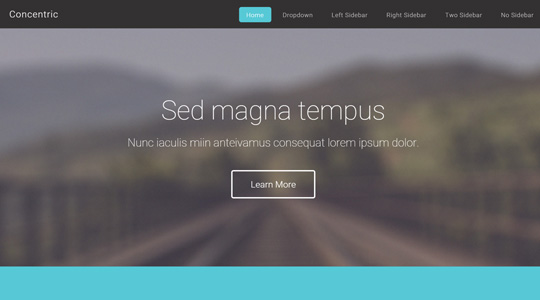 Concentric
Home Dropdown Left Sidebar Right Sidebar Two Sidebar No Sidebar
Sed magna tempus
Nunc iaculis miin anteivamus consequat lorem ipsum dolor.
Learn More